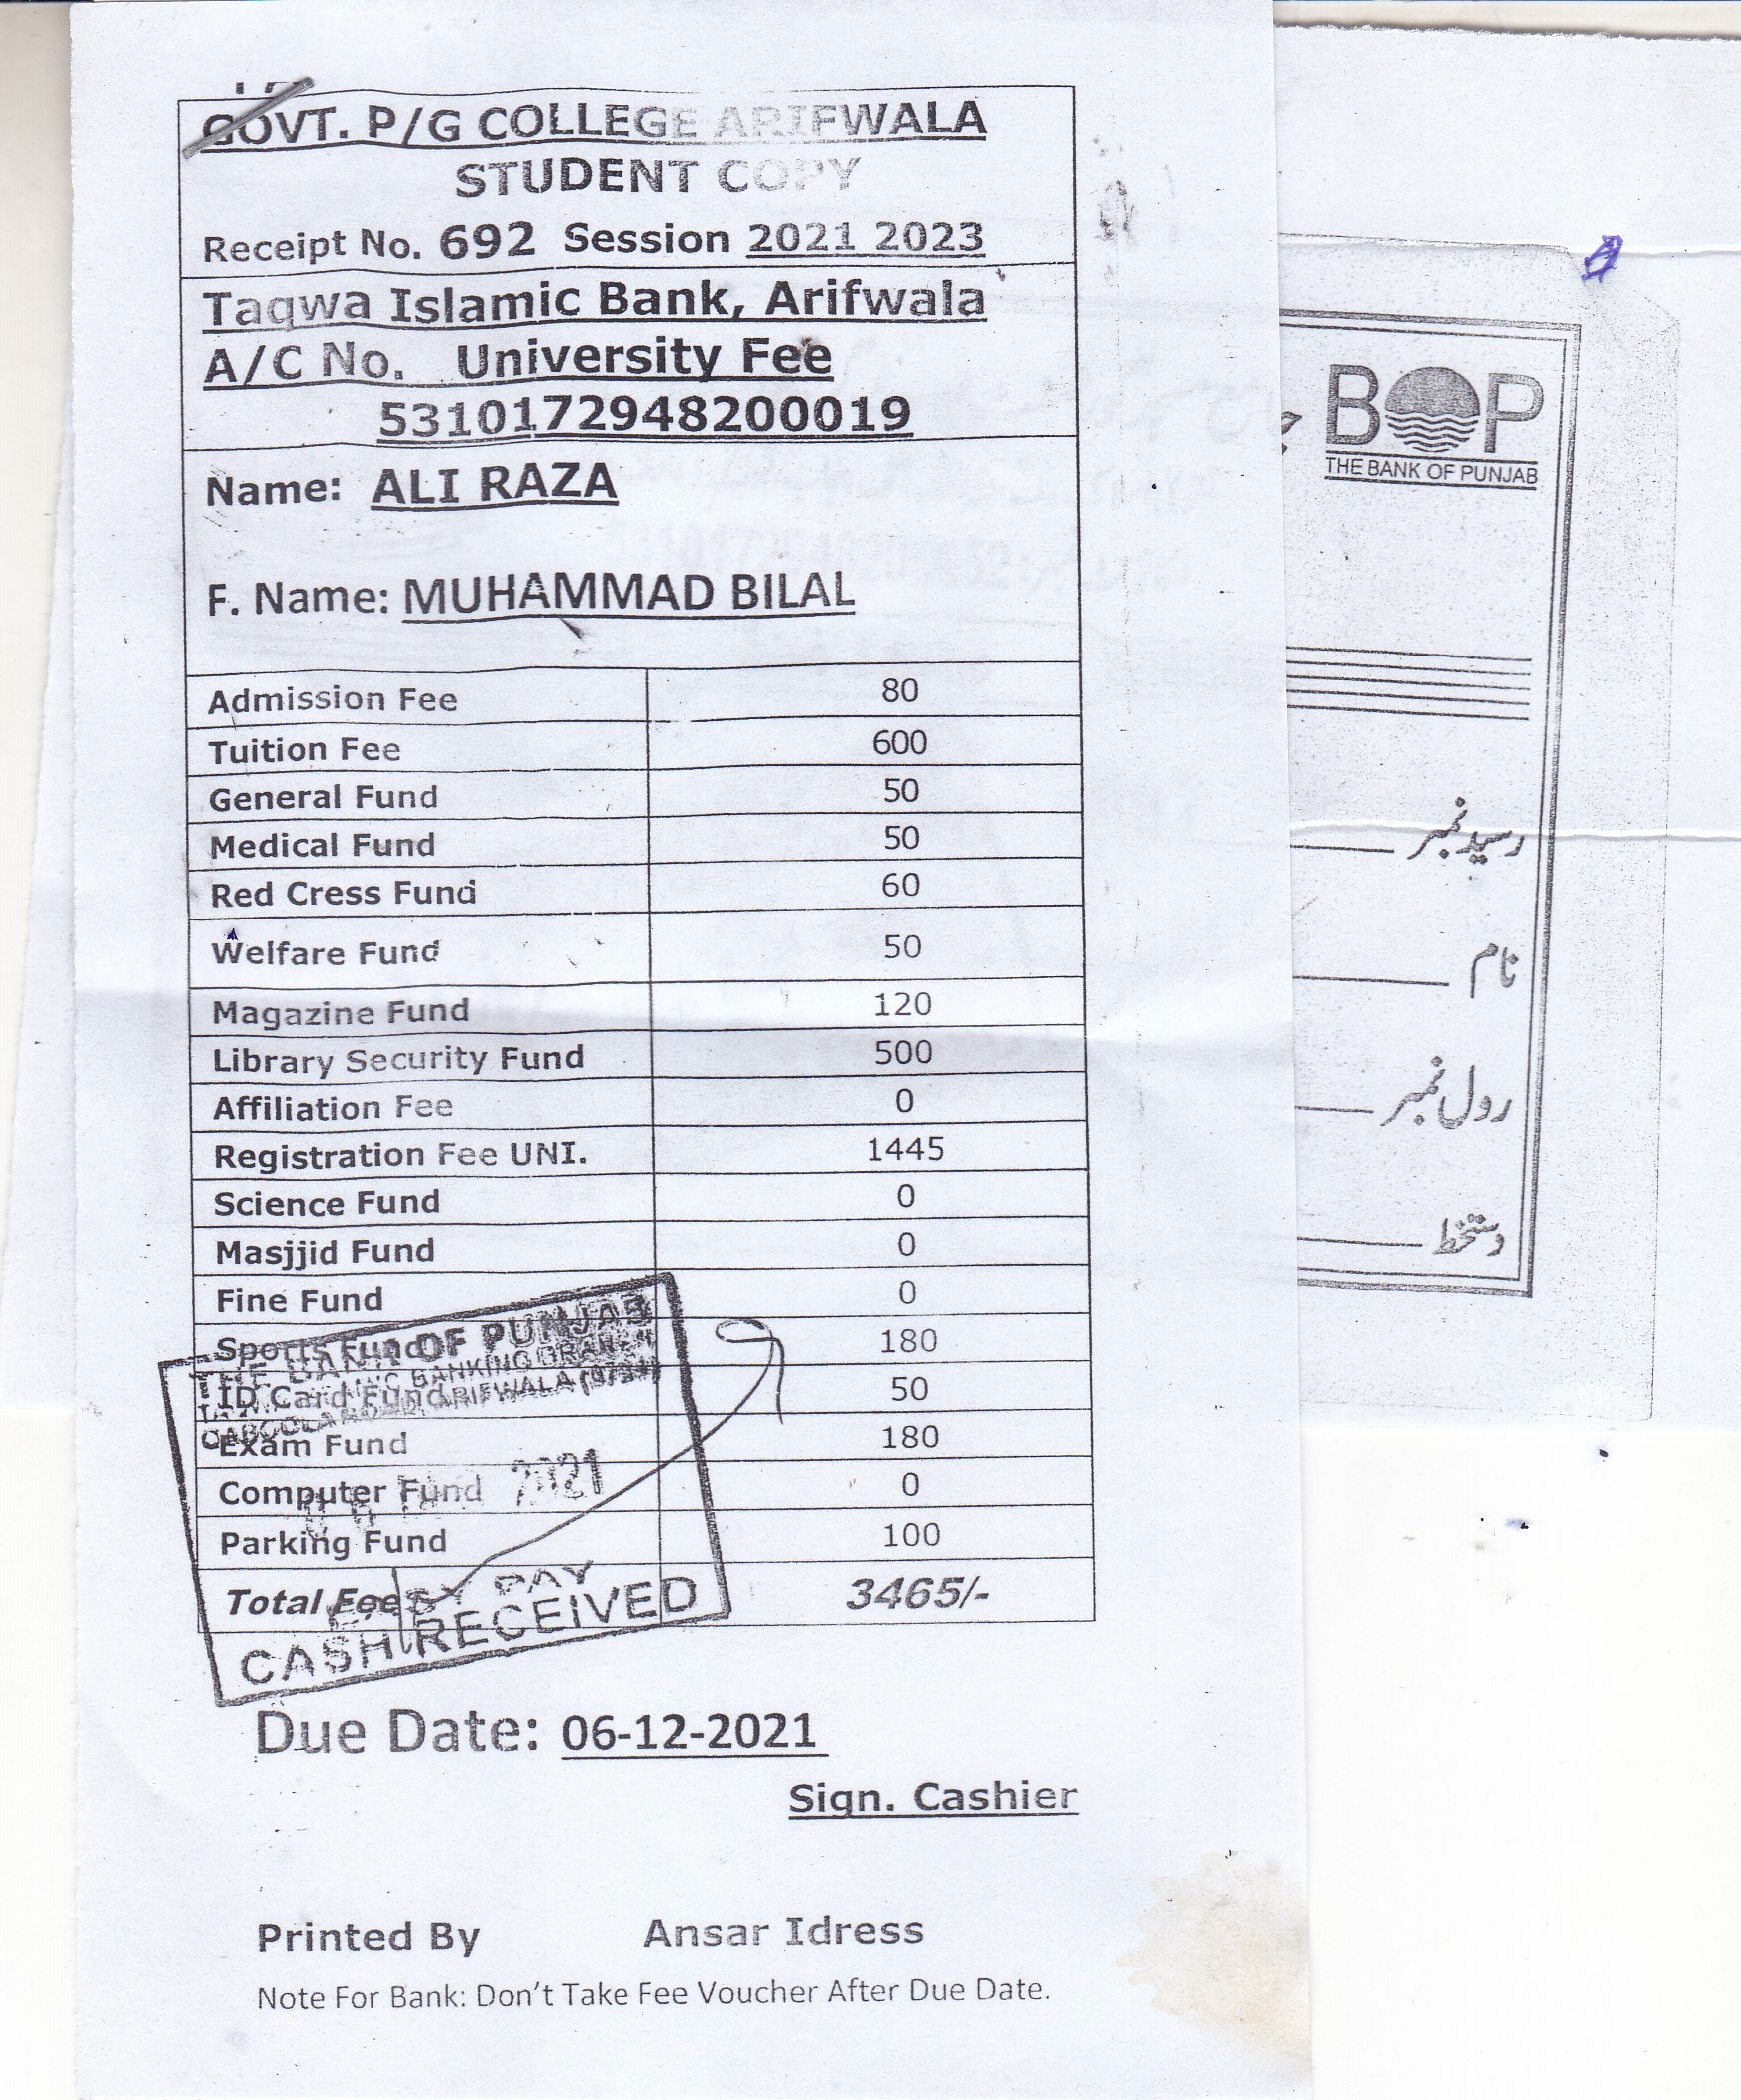 GOVT. P/G COLLEGE ARIFWALA
STUDENT COPY
Receipt No. 692 Session 2021 2023
Taqwa Islamic Bank, Arifwala
A/C No. University Fee
5310172948200019
Name: ALI RAZA
F. Name: MUHAMMAD BILAL
Admission Fee 80
Tuition Fee 600
General Fund 50
Medical Fund 50
Red Cress Fund 60
Welfare Fund 50
Magazine Fund 120
Library Security Fund 500
Affiliation Fee 0
Registration Fee UNI. 1445
Science Fund 0
Masjjid Fund 0
Fine Fund 0
Sports Fund 180
ID Card Fund 50
Exam Fund 180
Computer Fund 0
Parking Fund 100
Total Fees 3465/-
THE BANK OF PUNJAB
BANKING BRANCH
ARIFWALA
2021
EASY PAY
CASH RECEIVED
Due Date: 06-12-2021
Sign. Cashier
Printed By Ansar Idress
Note For Bank: Don't Take Fee Voucher After Due Date.
BOP
THE BANK OF PUNJAB
رسید نمبر
نام
رول نمبر
دستخط